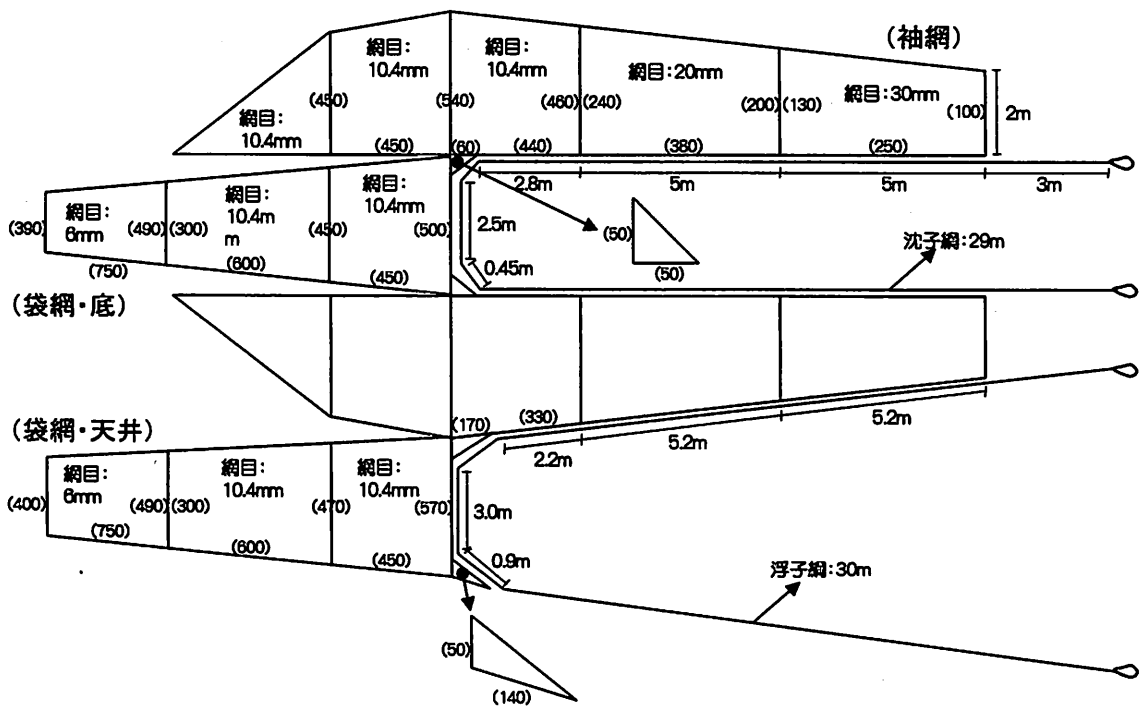 (袖網)
網目:
10.4mm
網目:
10.4mm
網目:20mm
網目:30mm
網目:
10.4mm
(450)
(540)
(460)
(240)
(200)
(130)
(100)
2m
(450)
(60)
(440)
(380)
(250)
2.8m
5m
5m
3m
網目:
6mm
網目:
10.4m
m
網目:
10.4mm
(390)
(490)
(300)
(450)
(500)
2.5m
0.45m
(750)
(600)
(450)
(50)
(50)
沈子綱:29m
(袋網・底)
(170)
(330)
2.2m
5.2m
5.2m
(袋網・天井)
網目:
6mm
網目:
10.4mm
網目:
10.4mm
(400)
(490)
(300)
(470)
(570)
3.0m
0.9m
(750)
(600)
(450)
浮子綱:30m
(50)
(140)